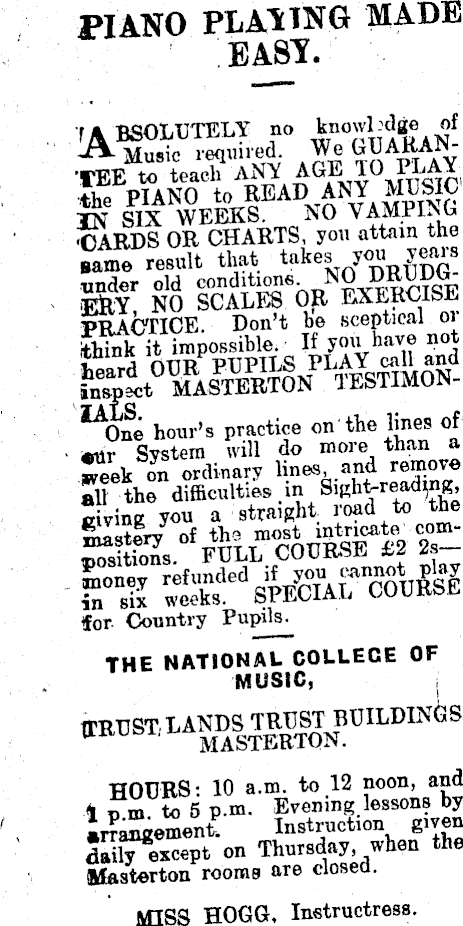 PIANO PLAYING MADE
EASY.
ABSOLUTELY no knowledge of
Music required. We GUARAN-
TEE to teach ANY AGE TO PLAY
the PIANO to READ ANY MUSIC
IN SIX WEEKS. NO VAMPING
CARDS OR CHARTS, you attain the
same result that takes you years
under old conditions. NO DRUDG-
ERY, NO SCALES OR EXERCISE
PRACTICE. Don't be sceptical or
think it impossible. If you have not
heard OUR PUPILS PLAY call and
inspect MASTERTON TESTIMON-
IALS.
One hour's practice on the lines of
our System will do more than a
week on ordinary lines, and remove
all the difficulties in Sight-reading,
giving you a straight road to the
mastery of the most intricate com-
positions. FULL COURSE £2 2s—
money refunded if you cannot play
in six weeks. SPECIAL COURSE
for Country Pupils.
THE NATIONAL COLLEGE OF
MUSIC,
TRUST LANDS TRUST BUILDINGS
MASTERTON.
HOURS: 10 a.m. to 12 noon, and
1 p.m. to 5 p.m. Evening lessons by
arrangement. Instruction given
daily except on Thursday, when the
Masterton rooms are closed.
MISS HOGG, Instructress.